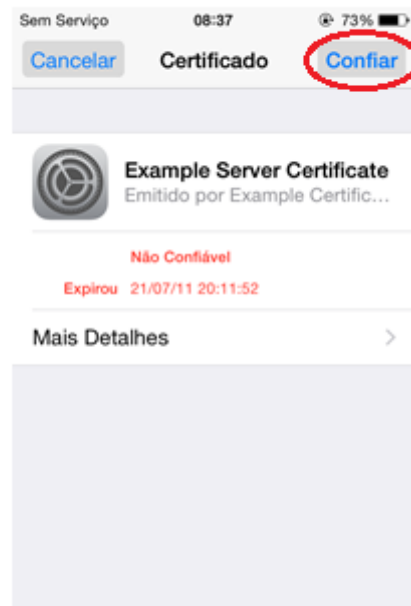 Sem Serviço 08:37 73%
Cancelar Certificado Confiar
Example Server Certificate
Emitido por Example Certific...
Não Confiável
Expirou 21/07/11 20:11:52
Mais Detalhes